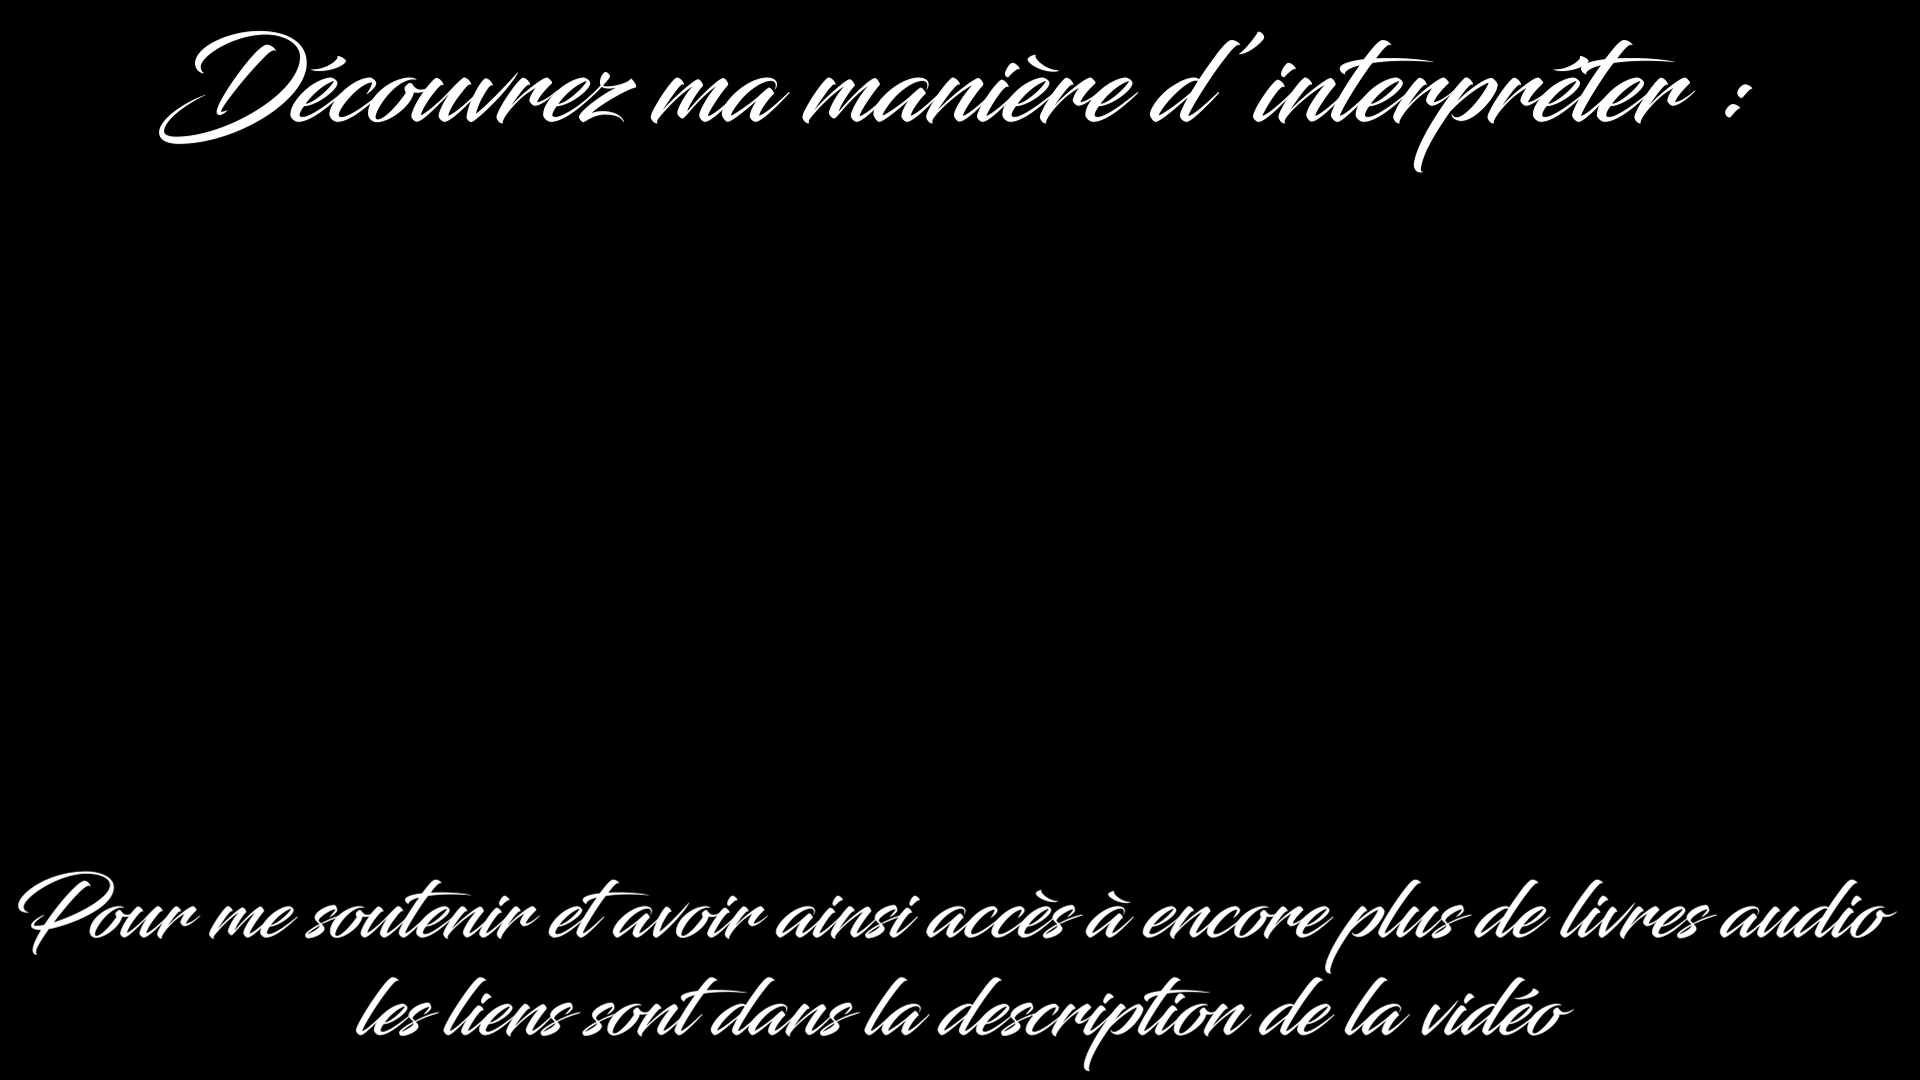 Découvrez ma manière d'interpréter :
Pour me soutenir et avoir ainsi accès à encore plus de livres audio
les liens sont dans la description de la vidéo